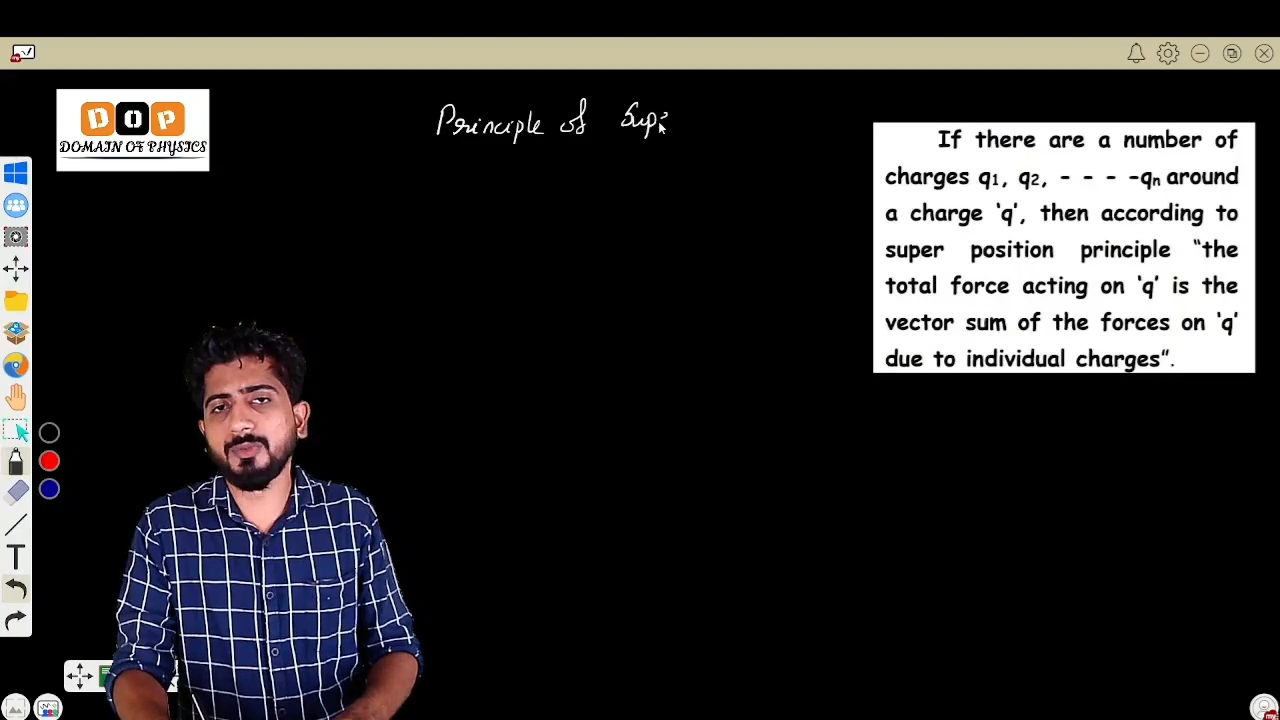 Principle of Sup
D O P
DOMAIN OF PHYSICS
If there are a number of
charges q1, q2, - - - -qn around
a charge ‘q’, then according to
super position principle “the
total force acting on ‘q’ is the
vector sum of the forces on ‘q’
due to individual charges”.
T